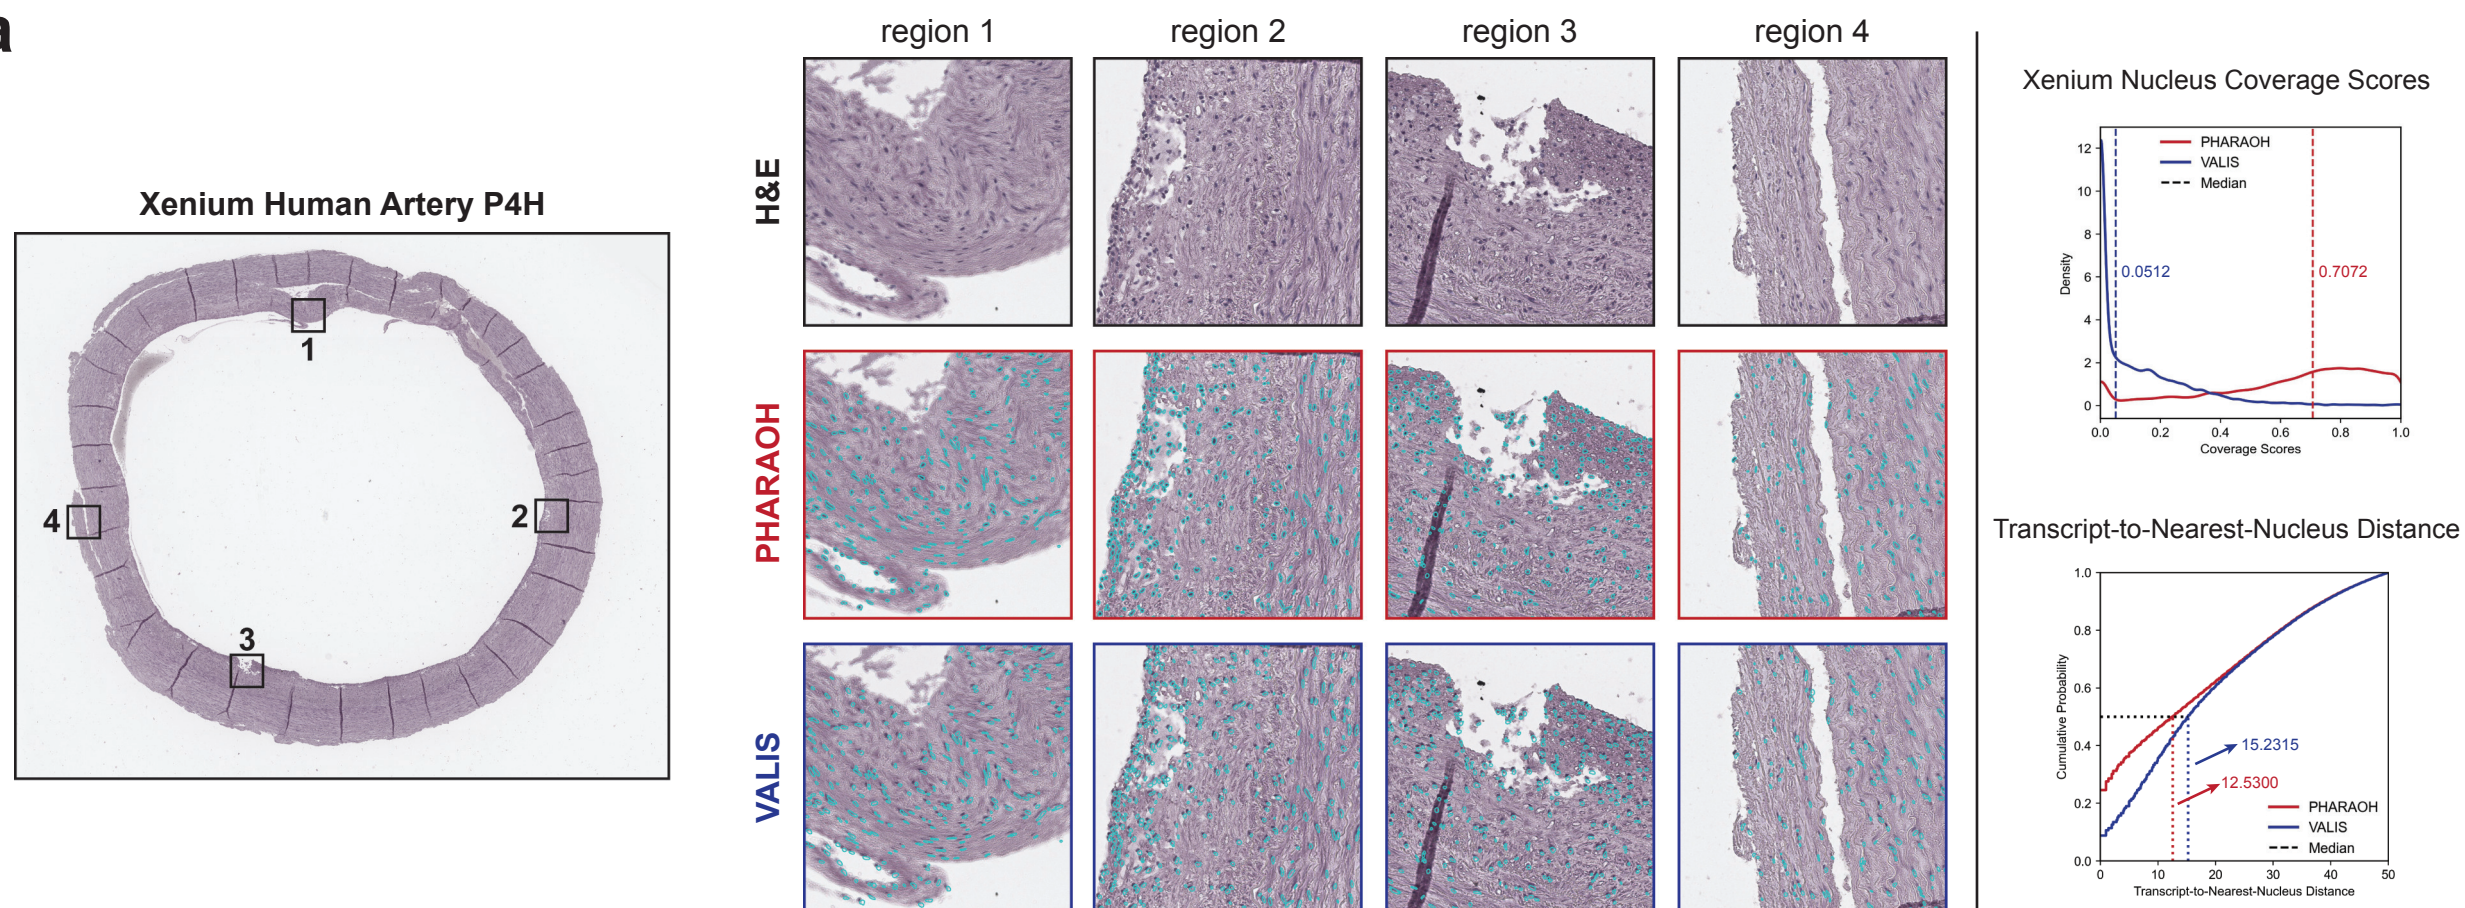 a
Xenium Human Artery P4H
1
2
3
4
region 1
region 2
region 3
region 4
H&E
PHARAOH
VALIS
Xenium Nucleus Coverage Scores
PHARAOH
VALIS
Median
0.0512
0.7072
Density
12
10
8
6
4
2
0
0.0
0.2
0.4
0.6
0.8
1.0
Coverage Scores
Transcript-to-Nearest-Nucleus Distance
Cumulative Probability
1.0
0.8
0.6
0.4
0.2
0.0
15.2315
12.5300
PHARAOH
VALIS
Median
0
10
20
30
40
50
Transcript-to-Nearest-Nucleus Distance